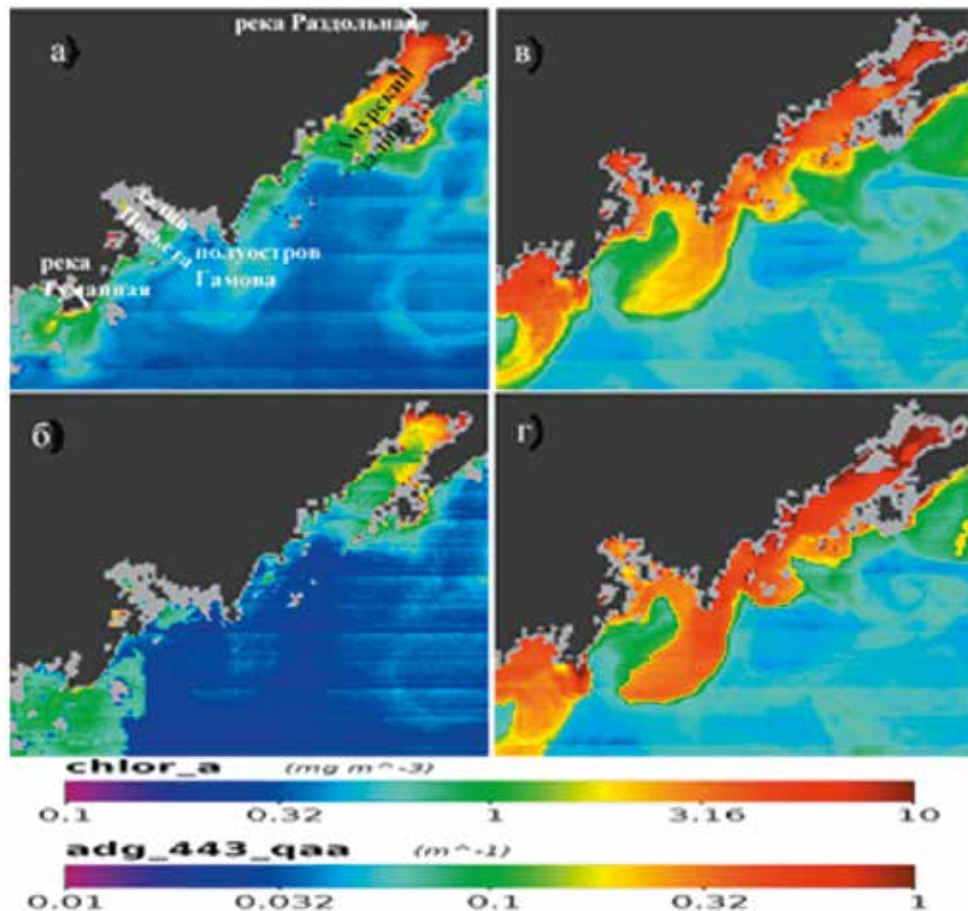 река Раздольная
а)
в)
Амурский
залив
залив
Посьета
полуостров
Гамова
река
Туманная
б)
г)
chlor_a (mg m^-3)
0.1 0.32 1 3.16 10
adg_443_qaa (m^-1)
0.01 0.032 0.1 0.32 1